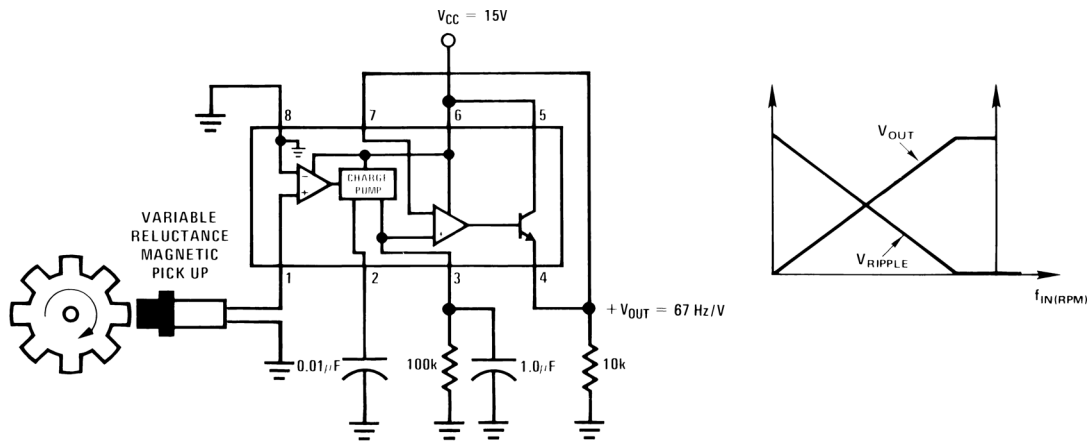 V_CC = 15V
8 7 6 5
CHARGE
PUMP
VARIABLE
RELUCTANCE
MAGNETIC
PICK UP
1 2 3 4
+V_OUT = 67 Hz/V
0.01μF
100k
1.0μF
10k
V_OUT
V_RIPPLE
f_IN(RPM)